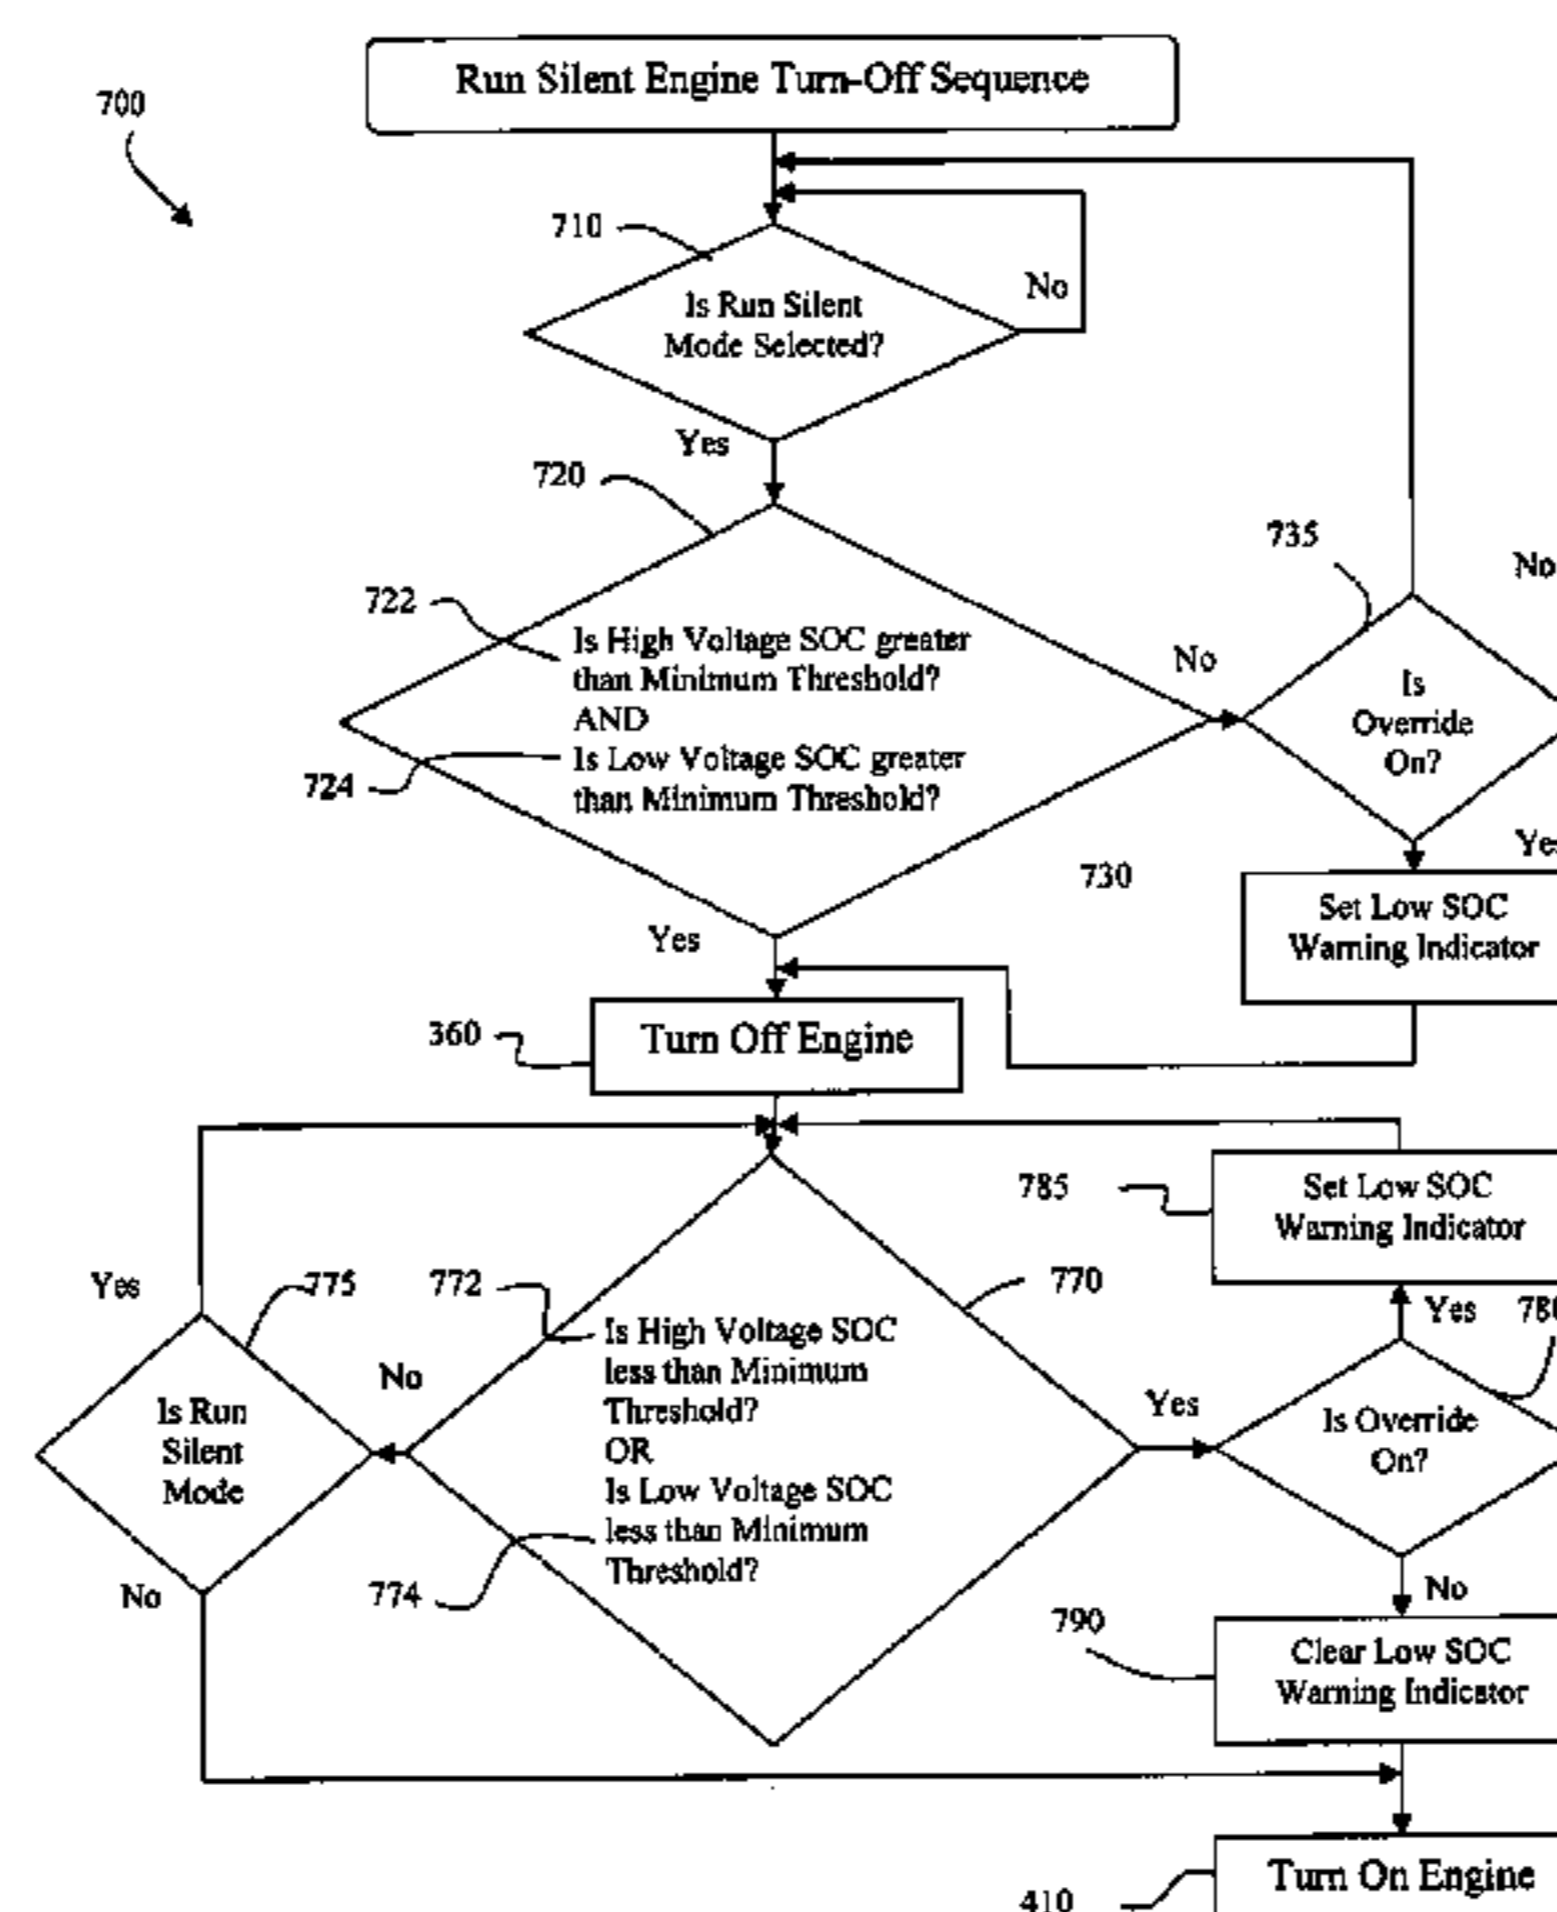 Run Silent Engine Turn-Off Sequence
700
710
Is Run Silent
Mode Selected?
No
Yes
720
722
Is High Voltage SOC greater
than Minimum Threshold?
AND
724
Is Low Voltage SOC greater
than Minimum Threshold?
No
735
No
Is
Override
On?
Yes
730
Set Low SOC
Warning Indicator
Yes
360
Turn Off Engine
785
Set Low SOC
Warning Indicator
Yes
775
772
770
Yes
780
Is High Voltage SOC
less than Minimum
Threshold?
OR
Is Low Voltage SOC
less than Minimum
Threshold?
No
Is Run
Silent
Mode
Yes
Is Override
On?
No
774
No
790
Clear Low SOC
Warning Indicator
410
Turn On Engine